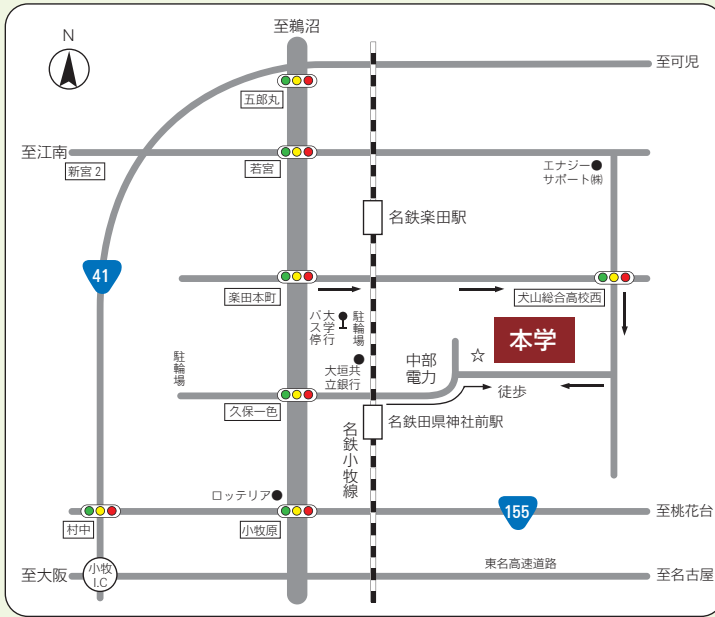 至鵜沼
N
至可児
五郎丸
至江南
新宮2
若宮
エナジー
サポート㈱
名鉄楽田駅
41
楽田本町
犬山総合高校西
大学行
バス停
駐輪場
本学
☆
駐輪場
大垣共
立銀行
中部
電力
徒歩
久保一色
名鉄田県神社前駅
名鉄小牧線
ロッテリア
155
村中
小牧原
至桃花台
小牧
I.C
至大阪
東名高速道路
至名古屋